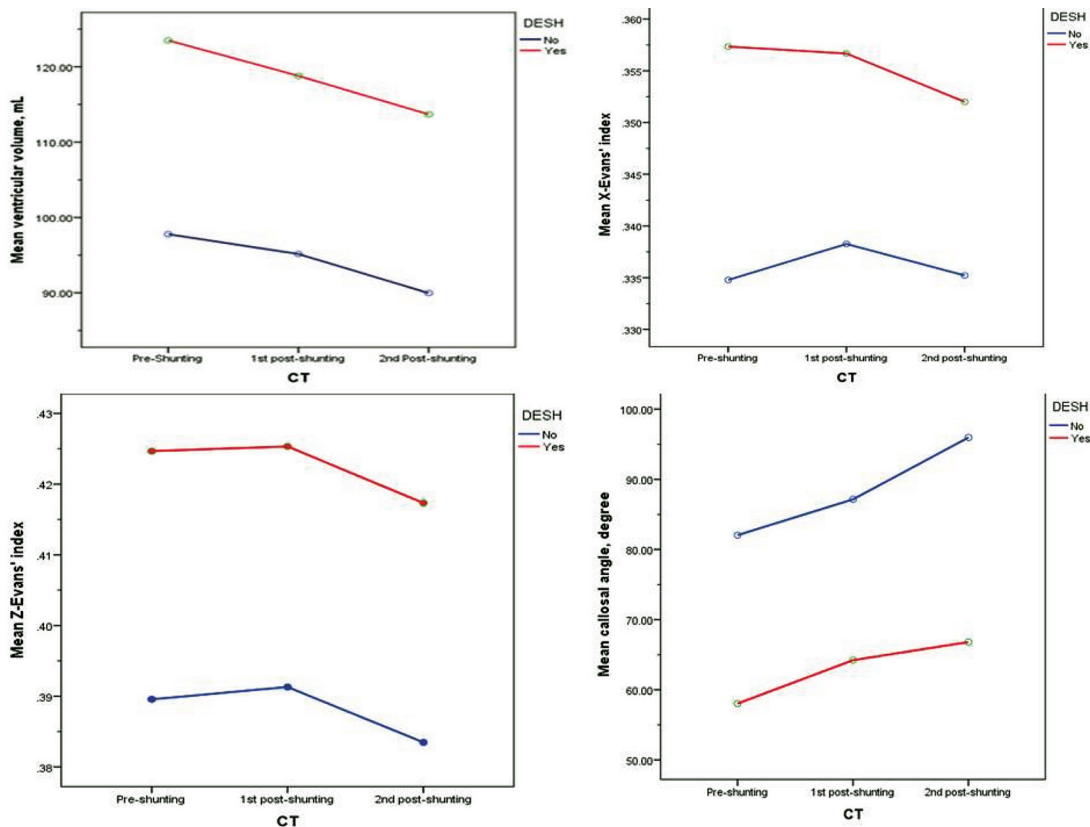 DESH
No
Yes
Mean ventricular volume, mL
120.00
110.00
100.00
90.00
Pre-Shunting
1st post-shunting
2nd Post-shunting
CT
DESH
No
Yes
Mean X-Evans' index
.360
.355
.350
.345
.340
.335
.330
Pre-shunting
1st post-shunting
2nd post-shunting
CT
DESH
No
Yes
Mean Z-Evans' index
.43
.42
.41
.40
.39
.38
Pre-shunting
1st post-shunting
2nd post-shunting
CT
DESH
No
Yes
Mean callosal angle, degree
100.00
90.00
80.00
70.00
60.00
50.00
Pre-shunting
1st post-shunting
2nd post-shunting
CT